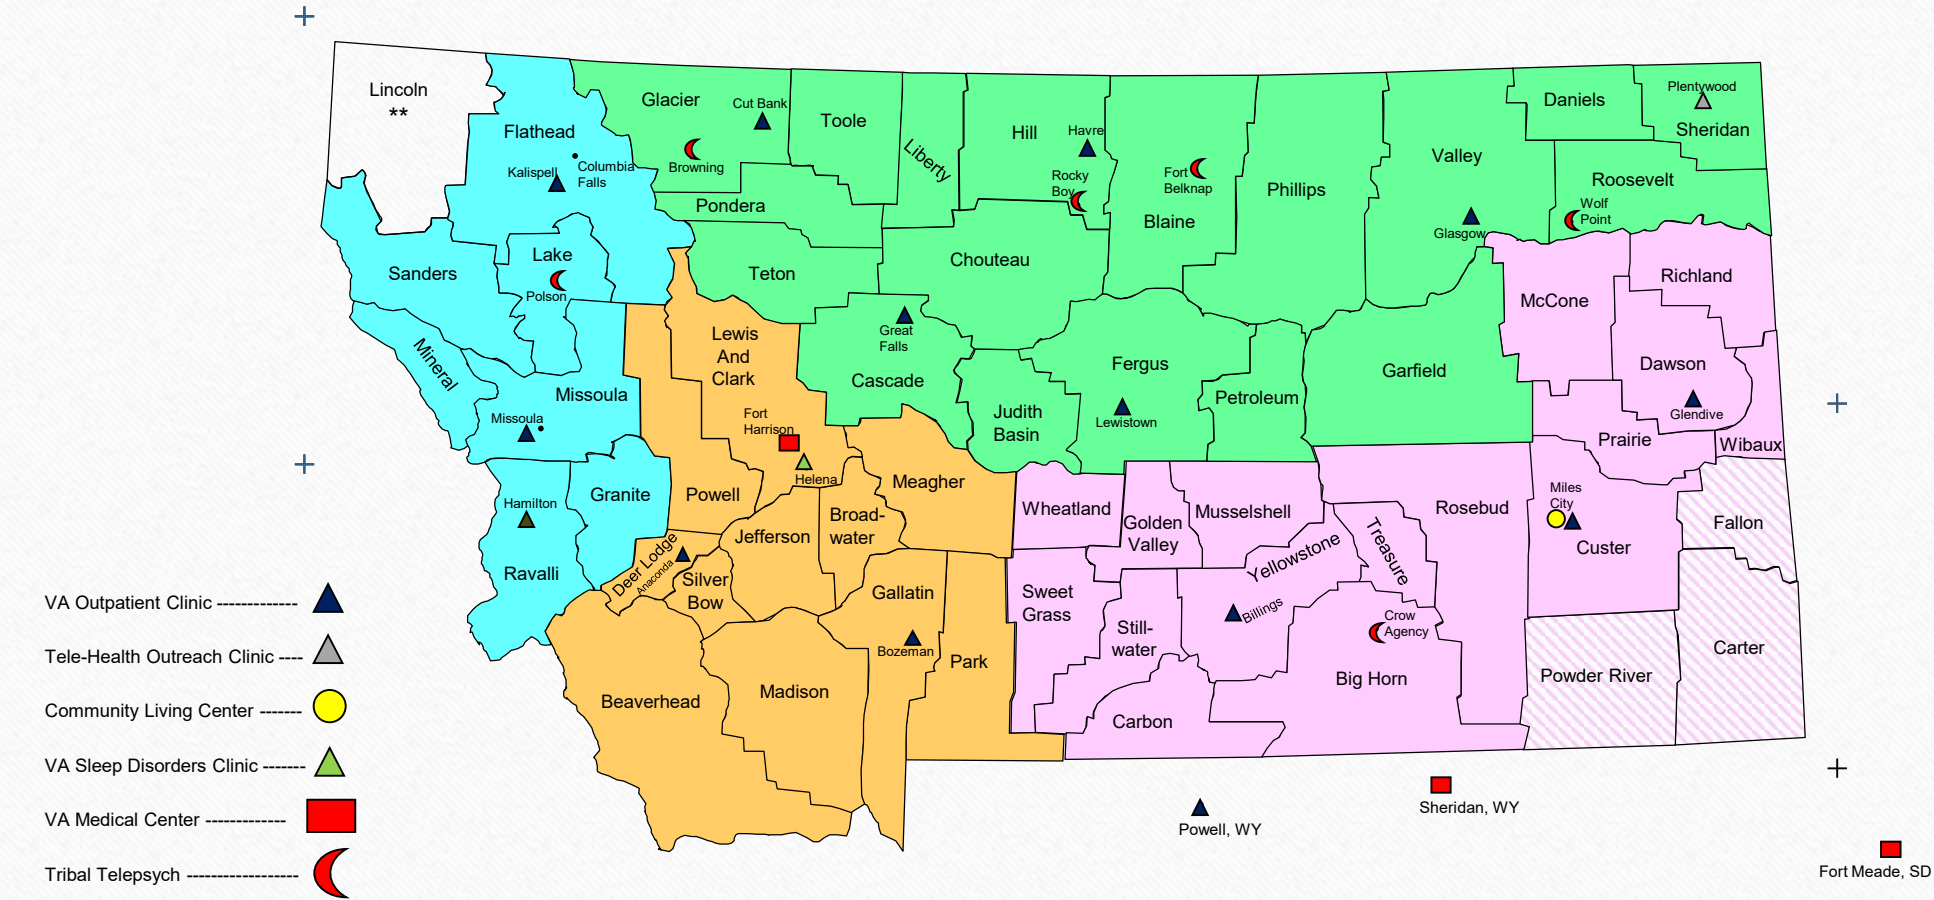 Lincoln
**
Flathead
Kalispell
Columbia
Falls
Glacier
Cut Bank
Browning
Toole
Liberty
Hill
Havre
Rocky
Boy
Fort
Belknap
Blaine
Phillips
Valley
Glasgow
Daniels
Plentywood
Sheridan
Roosevelt
Wolf
Point
Pondera
Teton
Chouteau
Sanders
Lake
Polson
Mineral
Missoula
Missoula
Lewis
And
Clark
Fort
Harrison
Helena
Great
Falls
Cascade
Judith
Basin
Fergus
Lewistown
Petroleum
Garfield
McCone
Richland
Dawson
Glendive
Prairie
Wibaux
Hamilton
Ravalli
Granite
Powell
Deer Lodge
Anaconda
Silver
Bow
Jefferson
Broad-
water
Meagher
Gallatin
Bozeman
Park
Madison
Beaverhead
Wheatland
Golden
Valley
Musselshell
Sweet
Grass
Still-
water
Yellowstone
Billings
Treasure
Rosebud
Crow
Agency
Big Horn
Carbon
Miles
City
Custer
Fallon
Carter
Powder River
Powell, WY
Sheridan, WY
Fort Meade, SD
VA Outpatient Clinic -------------
Tele-Health Outreach Clinic ----
Community Living Center -------
VA Sleep Disorders Clinic -------
VA Medical Center -------------
Tribal Telepsych ------------------